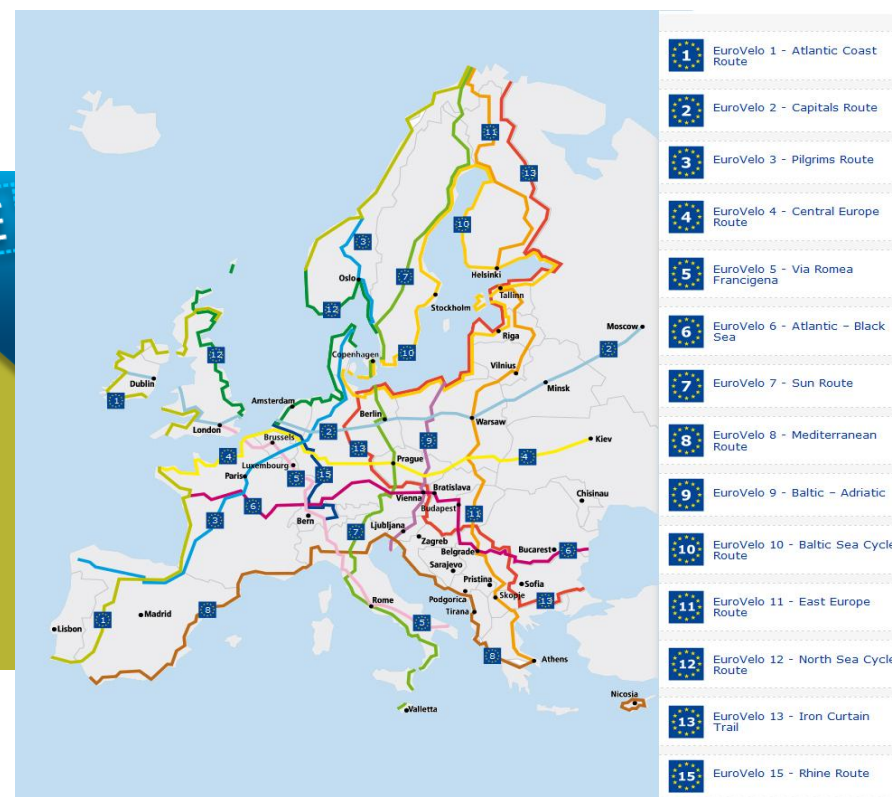 11
13
3
10
Oslo
7
Helsinki
Tallinn
12
Stockholm
Riga
Moscow
12
Copenhagen
10
2
Dublin
Vilnius
1
Amsterdam
Minsk
London
Berlin
Warsaw
Brussels
2
9
Kiev
4
13
Prague
4
Luxembourg
Paris
5
15
Bratislava
Vienna
Chisinau
6
Budapest
3
Bern
7
Ljubljana
11
Zagreb
Belgrade
Bucarest
6
Sarajevo
Pristina
Sofia
Madrid
8
Rome
Podgorica
Skopje
13
1
Tirana
Lisbon
5
8
Athens
Nicosia
Valletta
1 EuroVelo 1 - Atlantic Coast
Route
2 EuroVelo 2 - Capitals Route
3 EuroVelo 3 - Pilgrims Route
4 EuroVelo 4 - Central Europe
Route
5 EuroVelo 5 - Via Romea
Francigena
6 EuroVelo 6 - Atlantic – Black
Sea
7 EuroVelo 7 - Sun Route
8 EuroVelo 8 - Mediterranean
Route
9 EuroVelo 9 - Baltic – Adriatic
10 EuroVelo 10 - Baltic Sea Cycle
Route
11 EuroVelo 11 - East Europe
Route
12 EuroVelo 12 - North Sea Cycle
Route
13 EuroVelo 13 - Iron Curtain
Trail
15 EuroVelo 15 - Rhine Route